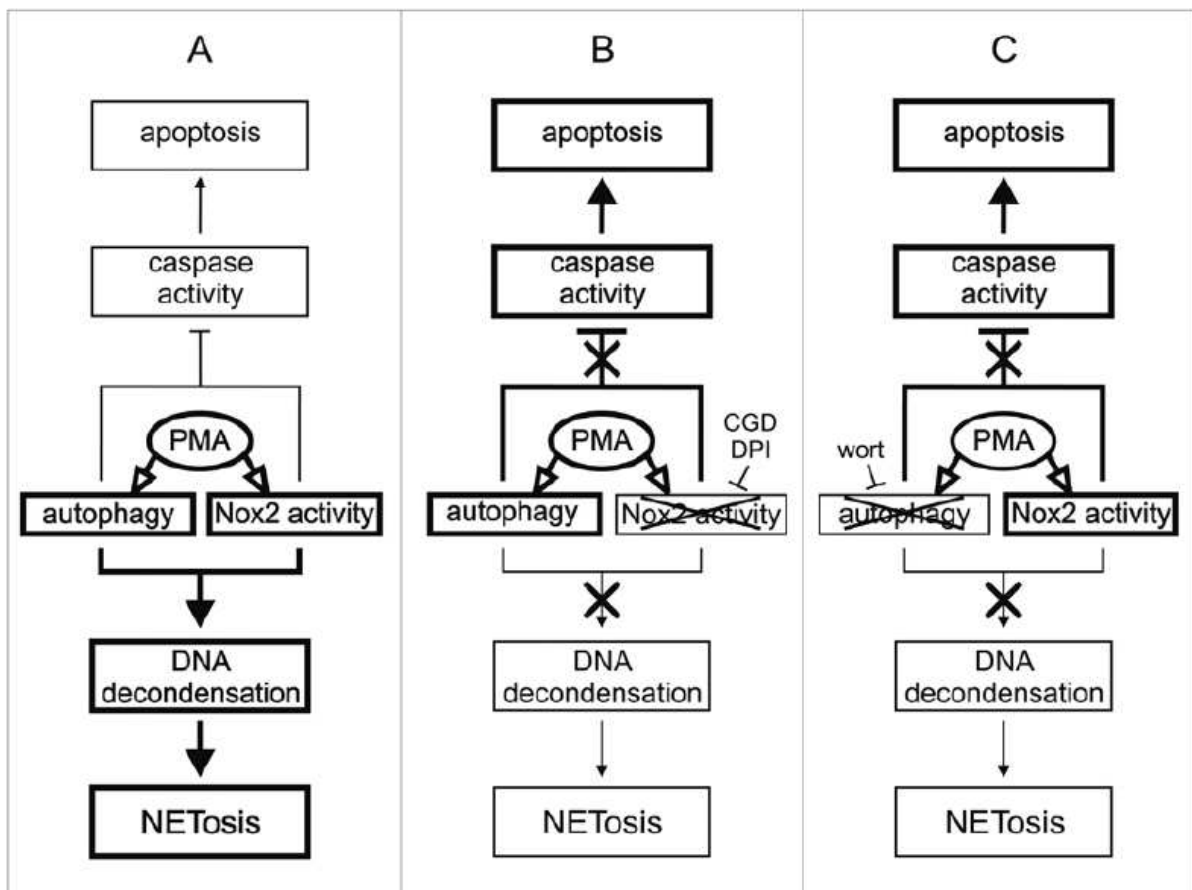 A
apoptosis
caspase
activity
PMA
autophagy
Nox2 activity
DNA
decondensation
NETosis
B
apoptosis
caspase
activity
CGD
DPI
PMA
autophagy
Nox2 activity
DNA
decondensation
NETosis
C
apoptosis
caspase
activity
wort
PMA
autophagy
Nox2 activity
DNA
decondensation
NETosis